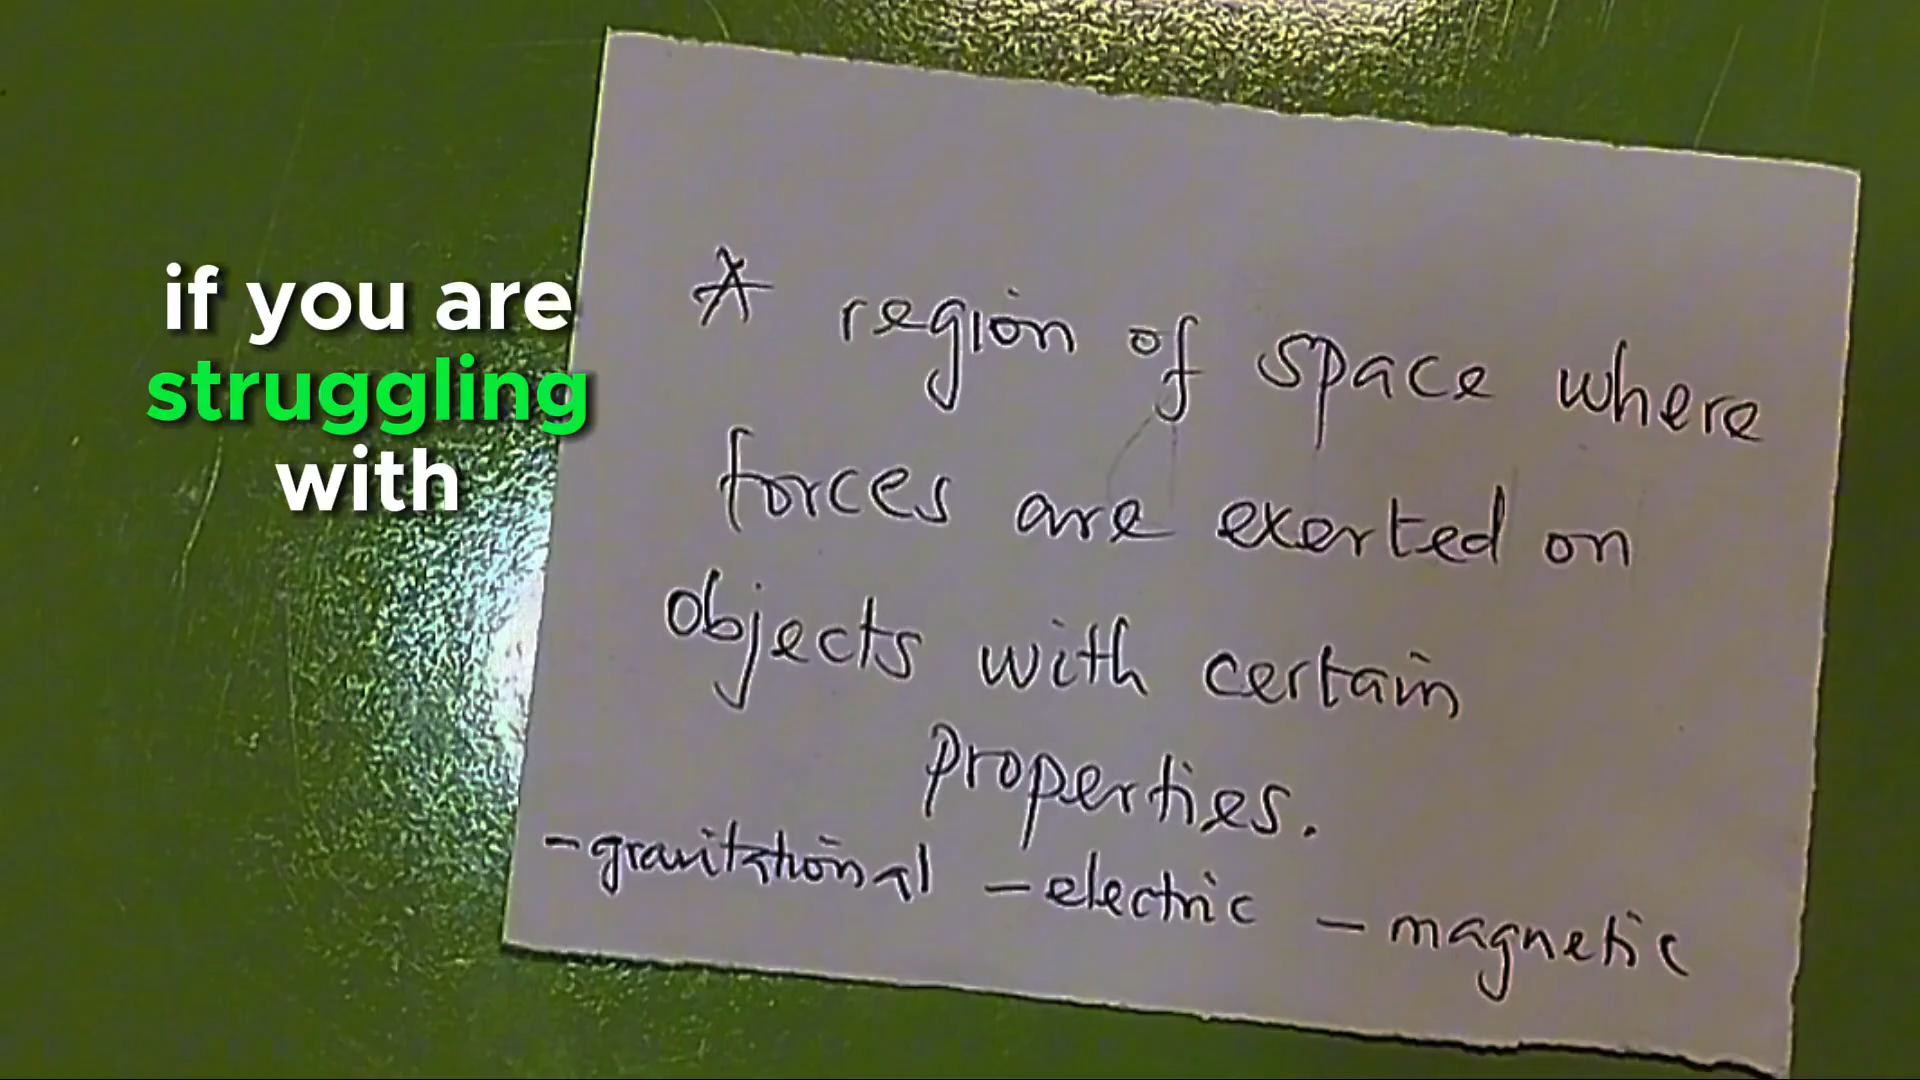 if you are
struggling
with
A region of space where
forces are exerted on
objects with certain
properties.
-gravitational - electric - magnetic